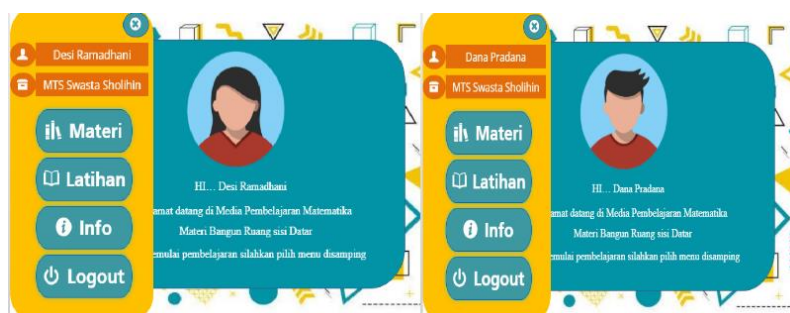 Desi Ramadhani
MTS Swasta Sholihin
Materi
Latihan
Info
Logout
HI... Desi Ramadhani
amat datang di Media Pembelajaran Matematika
Materi Bangun Ruang sisi Datar
emulai pembelajaran silahkan pilih menu disamping
Dana Pradana
MTS Swasta Sholihin
Materi
Latihan
Info
Logout
HI... Dana Pradana
amat datang di Media Pembelajaran Matematika
Materi Bangun Ruang sisi Datar
emulai pembelajaran silahkan pilih menu disamping